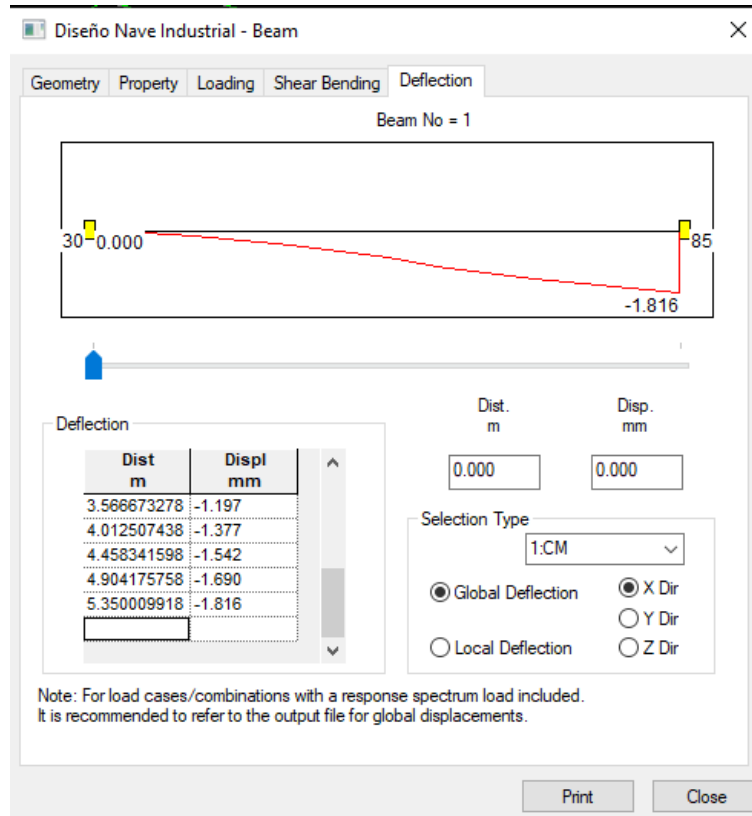 Diseño Nave Industrial - Beam
Geometry Property Loading Shear Bending Deflection
Beam No = 1
30 0.000 85
-1.816
Deflection
Dist Displ
m mm
3.566673278 -1.197
4.012507438 -1.377
4.458341598 -1.542
4.904175758 -1.690
5.350009918 -1.816
Dist. Disp.
m mm
0.000 0.000
Selection Type
1:CM
Global Deflection X Dir
Y Dir
Local Deflection Z Dir
Note: For load cases/combinations with a response spectrum load included.
It is recommended to refer to the output file for global displacements.
Print Close